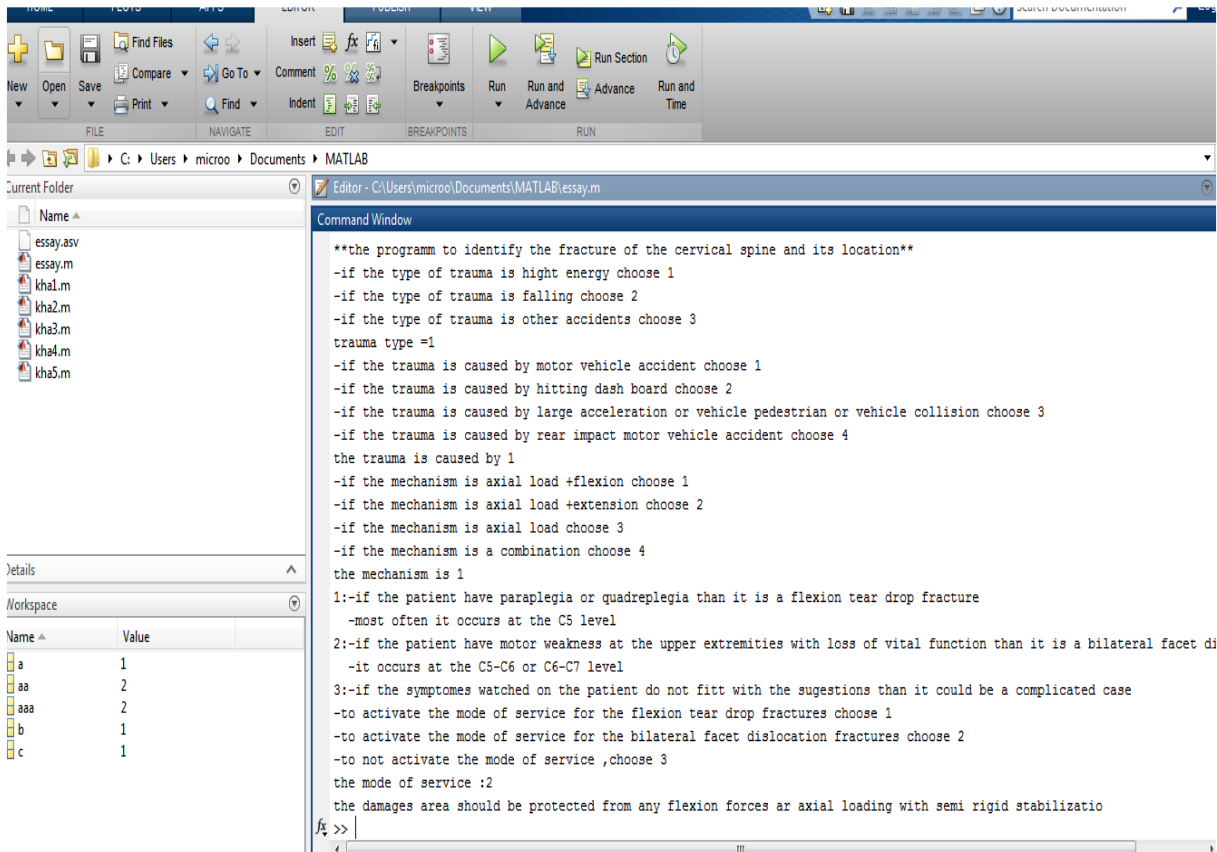 HOME PLOTS APPS EDITOR PUBLISH VIEW Search Documentation
Find Files Insert fx
New Open Save Compare Go To Comment Breakpoints Run Run and Advance Run Section Advance Run and Time
Print Find Indent
FILE NAVIGATE EDIT BREAKPOINTS RUN
C: Users microo Documents MATLAB
Current Folder
Name
essay.asv
essay.m
kha1.m
kha2.m
kha3.m
kha4.m
kha5.m
Details
Workspace
Name Value
a 1
aa 2
aaa 2
b 1
c 1
Editor - C:\Users\microo\Documents\MATLAB\essay.m
Command Window
**the programm to identify the fracture of the cervical spine and its location**
-if the type of trauma is hight energy choose 1
-if the type of trauma is falling choose 2
-if the type of trauma is other accidents choose 3
trauma type =1
-if the trauma is caused by motor vehicle accident choose 1
-if the trauma is caused by hitting dash board choose 2
-if the trauma is caused by large acceleration or vehicle pedestrian or vehicle collision choose 3
-if the trauma is caused by rear impact motor vehicle accident choose 4
the trauma is caused by 1
-if the mechanism is axial load +flexion choose 1
-if the mechanism is axial load +extension choose 2
-if the mechanism is axial load choose 3
-if the mechanism is a combination choose 4
the mechanism is 1
1:-if the patient have paraplegia or quadreplegia than it is a flexion tear drop fracture
-most often it occurs at the C5 level
2:-if the patient have motor weakness at the upper extremities with loss of vital function than it is a bilateral facet di
-it occurs at the C5-C6 or C6-C7 level
3:-if the symptomes watched on the patient do not fitt with the sugestions than it could be a complicated case
-to activate the mode of service for the flexion tear drop fractures choose 1
-to activate the mode of service for the bilateral facet dislocation fractures choose 2
-to not activate the mode of service ,choose 3
the mode of service :2
the damages area should be protected from any flexion forces ar axial loading with semi rigid stabilizatio
fx >>